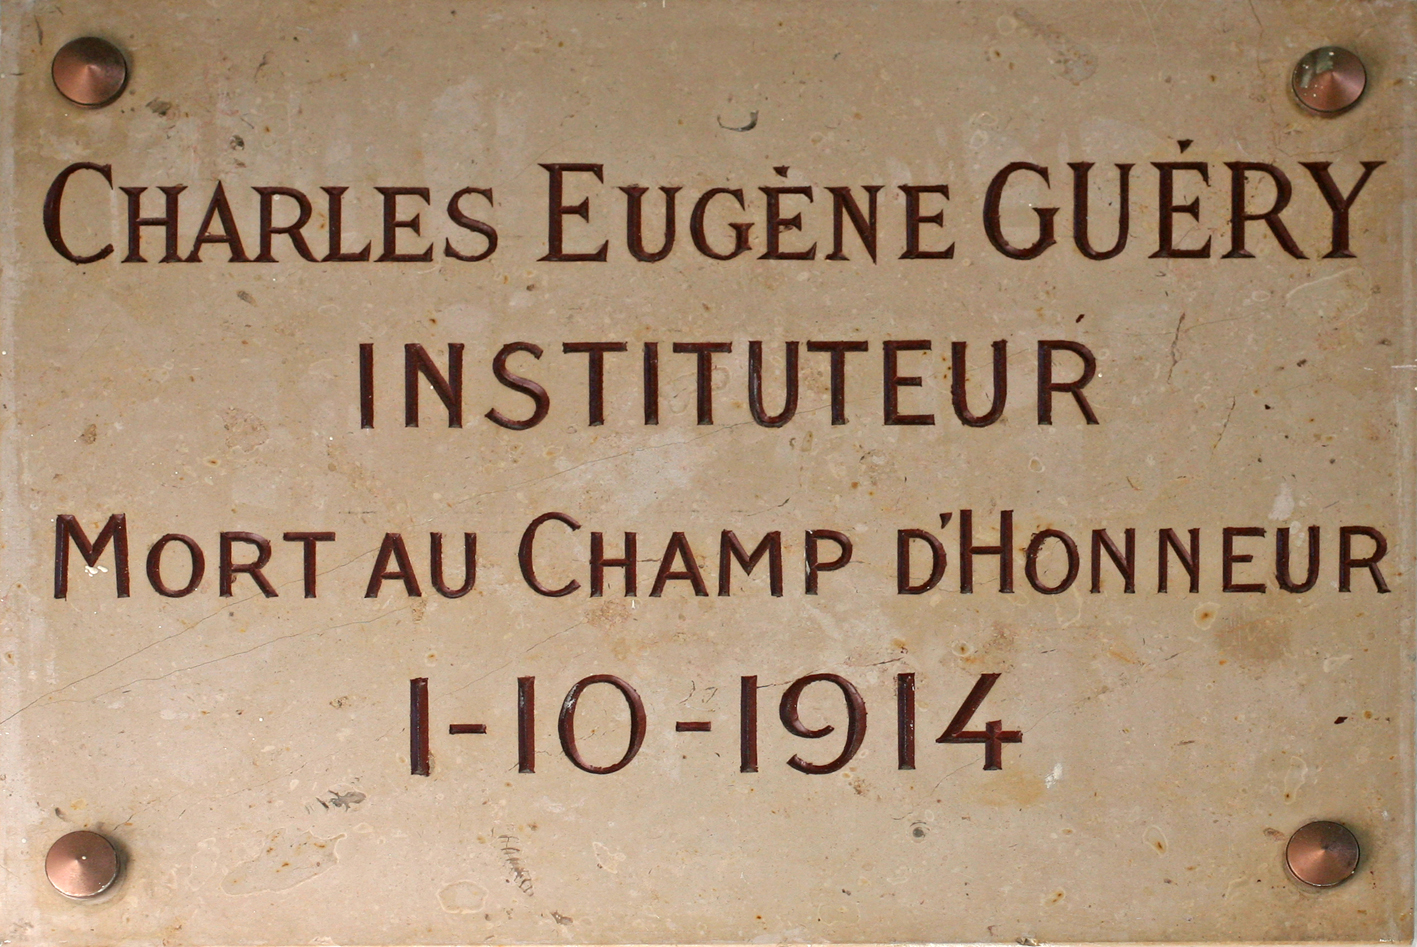 CHARLES EUGÈNE GUÉRY
INSTITUTEUR
MORT AU CHAMP D'HONNEUR
1-10-1914